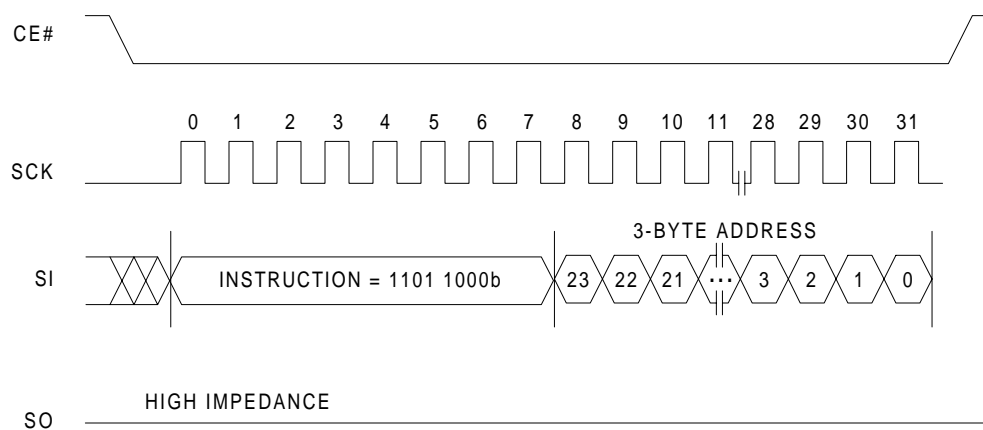 CE#
0 1 2 3 4 5 6 7 8 9 10 11 28 29 30 31
SCK
3-BYTE ADDRESS
SI INSTRUCTION = 1101 1000b 23 22 21 ... 3 2 1 0
HIGH IMPEDANCE
SO